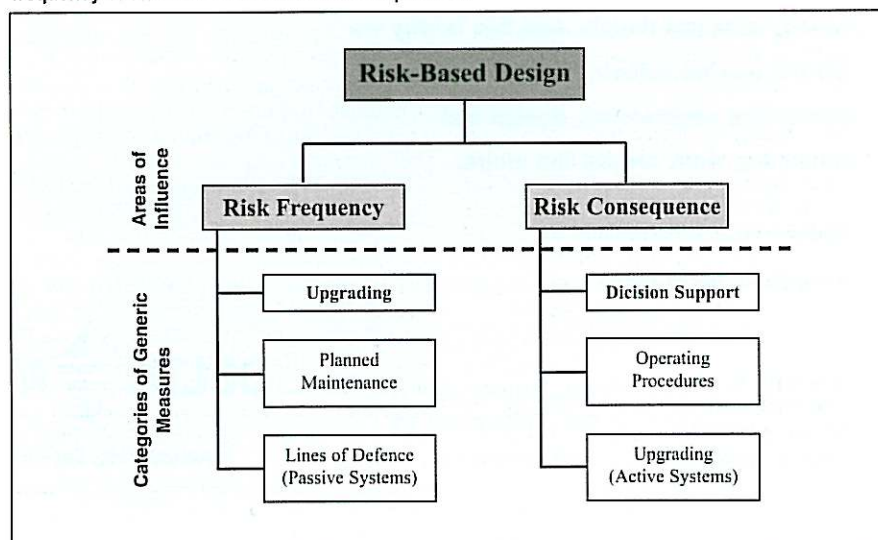 Risk-Based Design
Areas of
Influence
Risk Frequency
Risk Consequence
Categories of Generic
Measures
Upgrading
Planned
Maintenance
Lines of Defence
(Passive Systems)
Dicision Support
Operating
Procedures
Upgrading
(Active Systems)